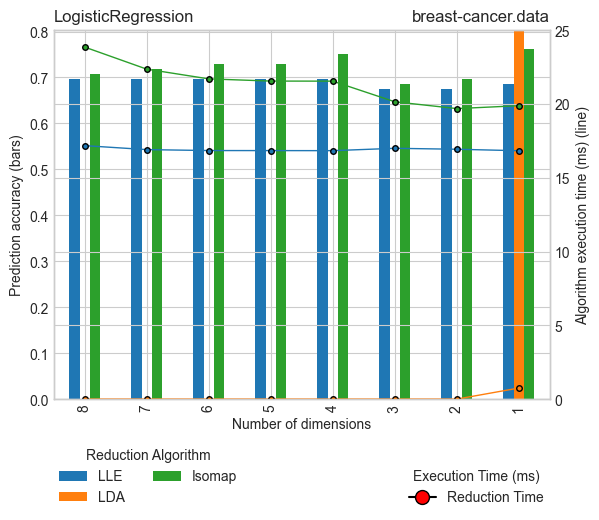 LogisticRegression
breast-cancer.data
0.8
0.7
0.6
0.5
0.4
0.3
0.2
0.1
0.0
Prediction accuracy (bars)
25
20
15
10
5
0
Algorithm execution time (ms) (line)
8 7 6 5 4 3 2 1
Number of dimensions
Reduction Algorithm
LLE
LDA
Isomap
Execution Time (ms)
Reduction Time